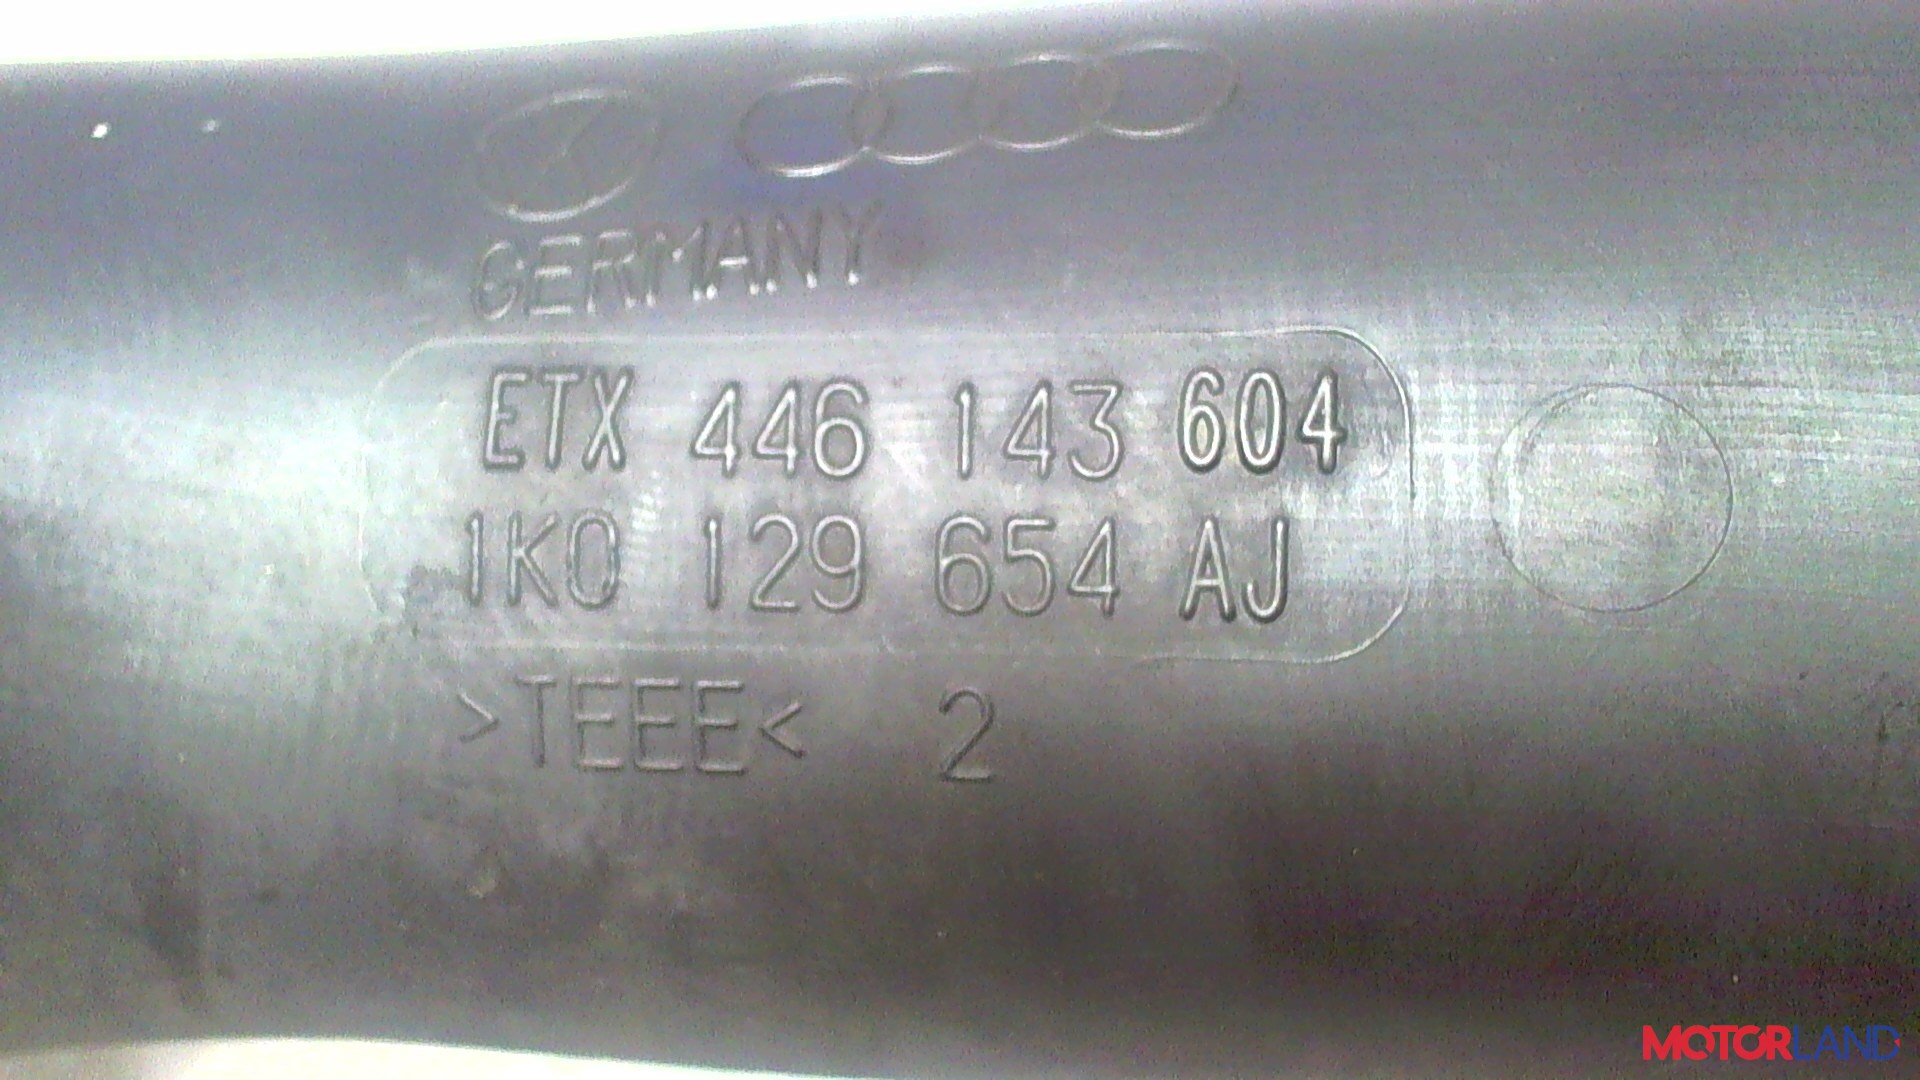 GERMANY
ETX 446 143 604
1K0 129 654 AJ
>TEEE< 2
MOTORLAND